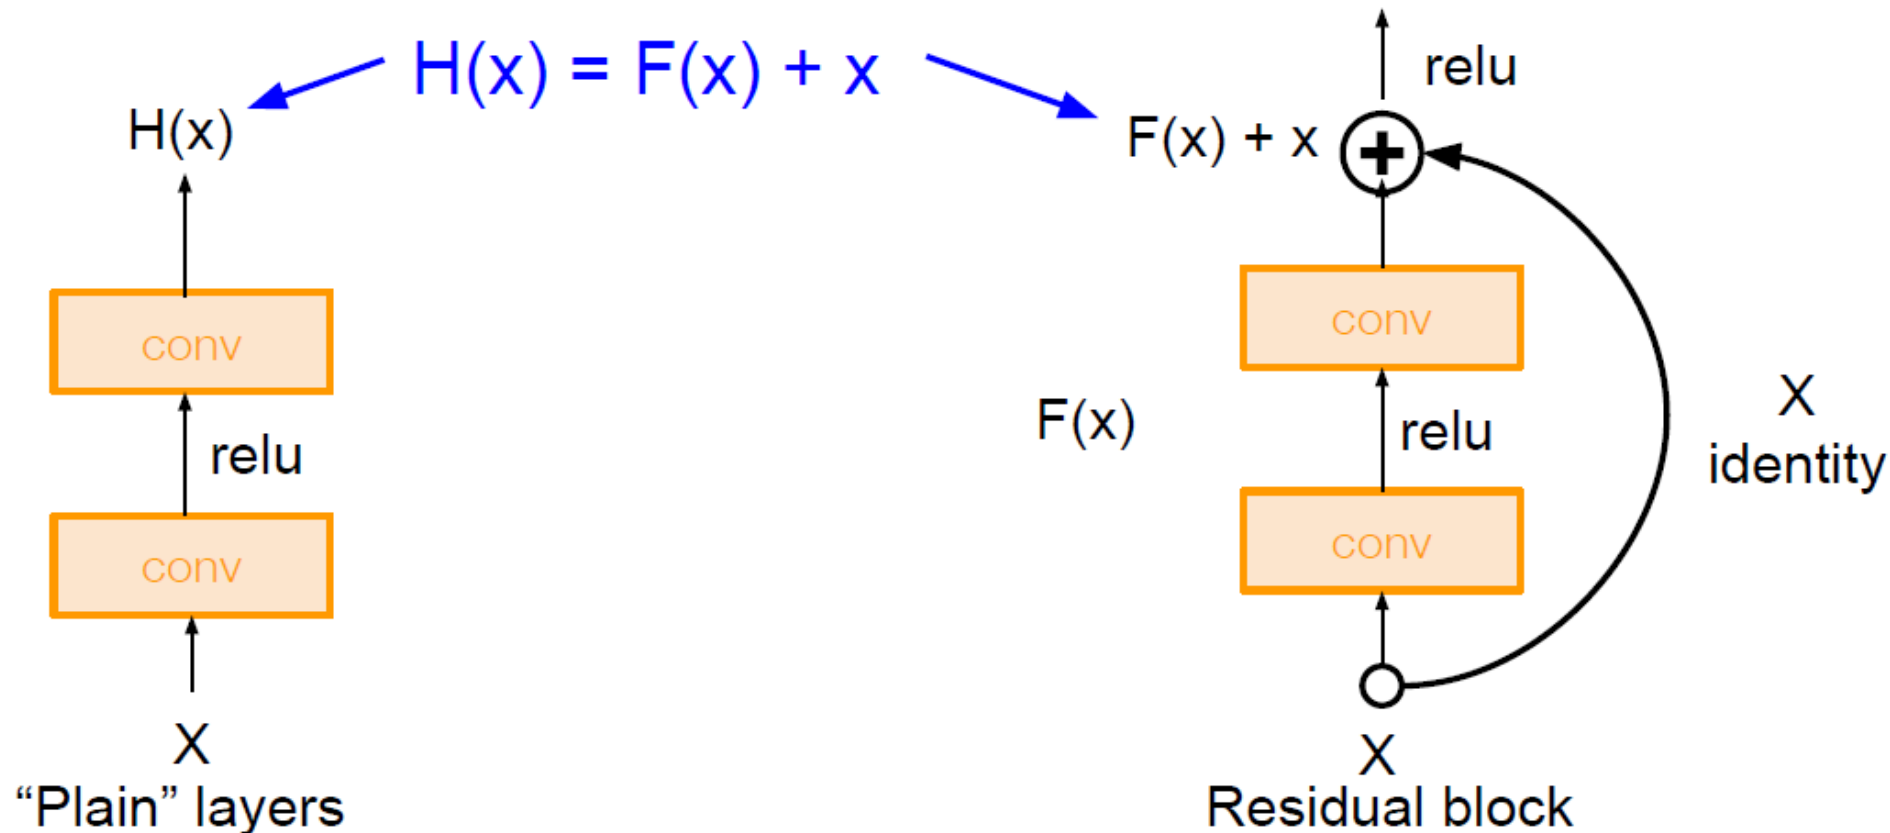 H(x) = F(x) + x
H(x)
conv
relu
conv
X
“Plain” layers
relu
F(x) + x
conv
F(x)
relu
conv
X
identity
X
Residual block